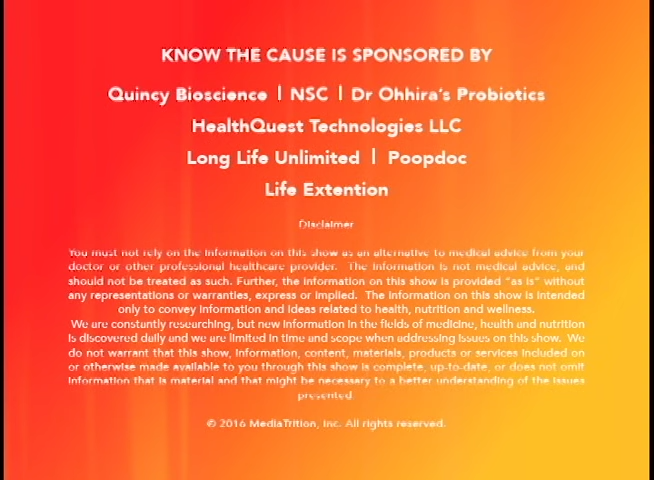 KNOW THE CAUSE IS SPONSORED BY
Quincy Bioscience | NSC | Dr Ohhira's Probiotics
HealthQuest Technologies LLC
Long Life Unlimited | Poopdoc
Life Extention
Disclaimer
You must not rely on the information on this show as an alternative to medical advice from your
doctor or other professional healthcare provider. The information is not medical advice, and
should not be treated as such. Further, the information on this show is provided "as is" without
any representations or warranties, express or implied. The information on this show is intended
only to convey information and ideas related to health, nutrition and wellness.
We are constantly researching, but new information in the fields of medicine, health and nutrition
is discovered daily and we are limited in time and scope when addressing issues on this show. We
do not warrant that this show, information, content, materials, products or services included on
or otherwise made available to you through this show is complete, up-to-date, or does not omit
information that is material and that might be necessary to a better understanding of the issues
presented.
© 2016 MediaTrition, Inc. All rights reserved.